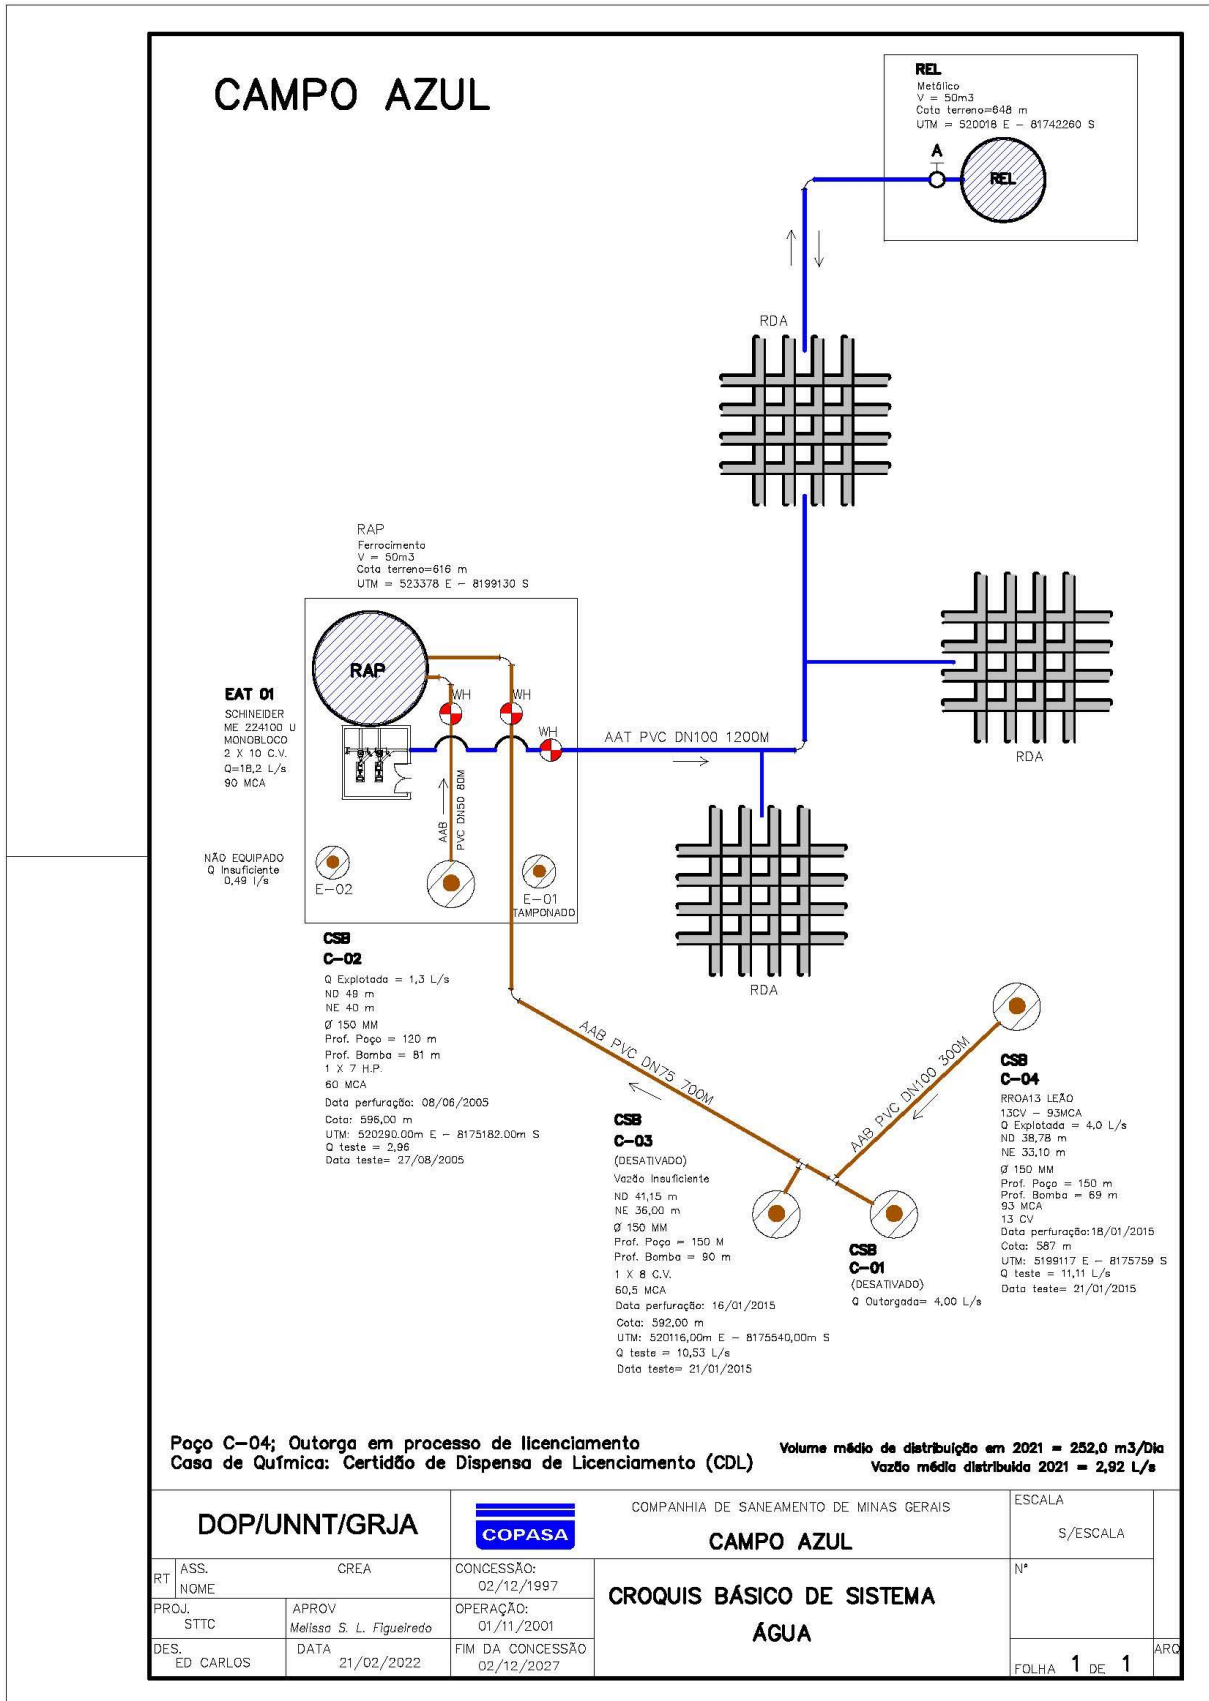 CAMPO AZUL
REL
Metálico
V = 50m3
Cota terreno=648 m
UTM = 520018 E - 81742260 S
A
REL
RDA
RAP
Ferrocimento
V = 50m3
Cota terreno=616 m
UTM = 523378 E - 8199130 S
RAP
EAT 01
SCHINEIDER
ME 224100 U
MONOBLOCO
2 X 10 C.V.
Q=18,2 L/s
90 MCA
WH
WH
WH
AAT PVC DN100 1200M
RDA
AAB
PVC DN50 80M
NÃO EQUIPADO
Q Insuficiente
0,49 l/s
E-02
E-01
TAMPONADO
RDA
CSB
C-02
Q Explotada = 1,3 L/s
ND 49 m
NE 40 m
Ø 150 MM
Prof. Poço = 120 m
Prof. Bomba = 81 m
1 X 7 H.P.
60 MCA
Data perfuração: 08/06/2005
Cota: 596,00 m
UTM: 520290.00m E - 8175182.00m S
Q teste = 2,96
Data teste= 27/08/2005
AAB PVC DN75 700M
AAB PVC DN100 300M
CSB
C-03
(DESATIVADO)
Vazão Insuficiente
ND 41,15 m
NE 36,00 m
Ø 150 MM
Prof. Poço = 150 M
Prof. Bomba = 90 m
1 X 8 C.V.
60,5 MCA
Data perfuração: 16/01/2015
Cota: 592,00 m
UTM: 520116,00m E - 8175540,00m S
Q teste = 10,53 L/s
Data teste= 21/01/2015
CSB
C-01
(DESATIVADO)
Q Outorgada= 4,00 L/s
CSB
C-04
RROA13 LEÃO
13CV - 93MCA
Q Explotada = 4,0 L/s
ND 38,78 m
NE 33,10 m
Ø 150 MM
Prof. Poço = 150 m
Prof. Bomba = 69 m
93 MCA
13 CV
Data perfuração:18/01/2015
Cota: 587 m
UTM: 5199117 E - 8175759 S
Q teste = 11,11 L/s
Data teste= 21/01/2015
Poço C-04; Outorga em processo de licenciamento
Casa de Química: Certidão de Dispensa de Licenciamento (CDL)
Volume médio de distribuição em 2021 = 252,0 m3/Dia
Vazão média distribuida 2021 = 2,92 L/s
DOP/UNNT/GRJA
COPASA
COMPANHIA DE SANEAMENTO DE MINAS GERAIS
CAMPO AZUL
ESCALA
S/ESCALA
RT
ASS.
CREA
NOME
CONCESSÃO:
02/12/1997
CROQUIS BÁSICO DE SISTEMA
ÁGUA
Nº
PROJ.
STTC
APROV
Melissa S. L. Figueiredo
OPERAÇÃO:
01/11/2001
DES.
ED CARLOS
DATA
21/02/2022
FIM DA CONCESSÃO
02/12/2027
FOLHA 1 DE 1
ARQ